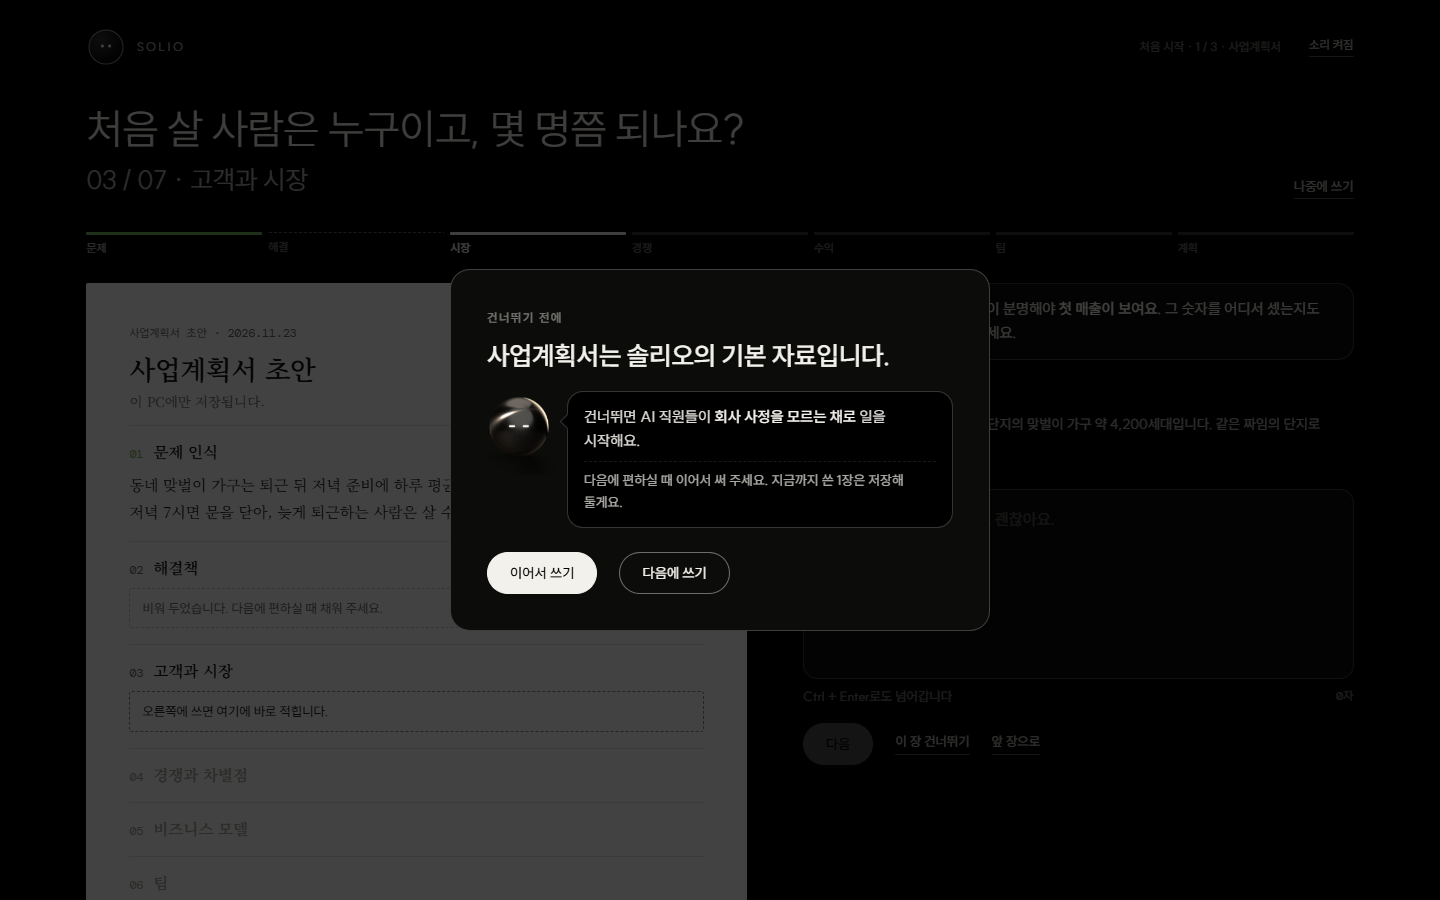 SOLIO
처음 시작 · 1 / 3 · 사업계획서
소리 켜짐
처음 살 사람은 누구이고, 몇 명쯤 되나요?
03 / 07 · 고객과 시장
나중에 쓰기
문제
해결
시장
경쟁
수익
팀
계획
사업계획서 초안 · 2026.11.23
사업계획서 초안
이 PC에만 저장됩니다.
01 문제 인식
동네 맞벌이 가구는 퇴근 뒤 저녁 준비에 하루 평균
저녁 7시면 문을 닫아, 늦게 퇴근하는 사람은 살 수
02 해결책
비워 두었습니다. 다음에 편하실 때 채워 주세요.
03 고객과 시장
오른쪽에 쓰면 여기에 바로 적힙니다.
04 경쟁과 차별점
05 비즈니스 모델
06 팀
건너뛰기 전에
사업계획서는 솔리오의 기본 자료입니다.
건너뛰면 AI 직원들이 회사 사정을 모르는 채로 일을
시작해요.
다음에 편하실 때 이어서 써 주세요. 지금까지 쓴 1장은 저장해
둘게요.
이어서 쓰기
다음에 쓰기
이 분명해야 첫 매출이 보여요. 그 숫자를 어디서 셌는지도
세요.
단지의 맞벌이 가구 약 4,200세대입니다. 같은 짜임의 단지로
괜찮아요.
Ctrl + Enter로도 넘어갑니다
0자
다음
이 장 건너뛰기
앞 장으로